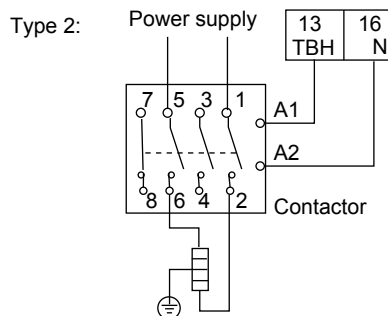 Type 2:
Power supply
13 16
TBH N
7 5 3 1
A1
A2
8 6 4 2
Contactor